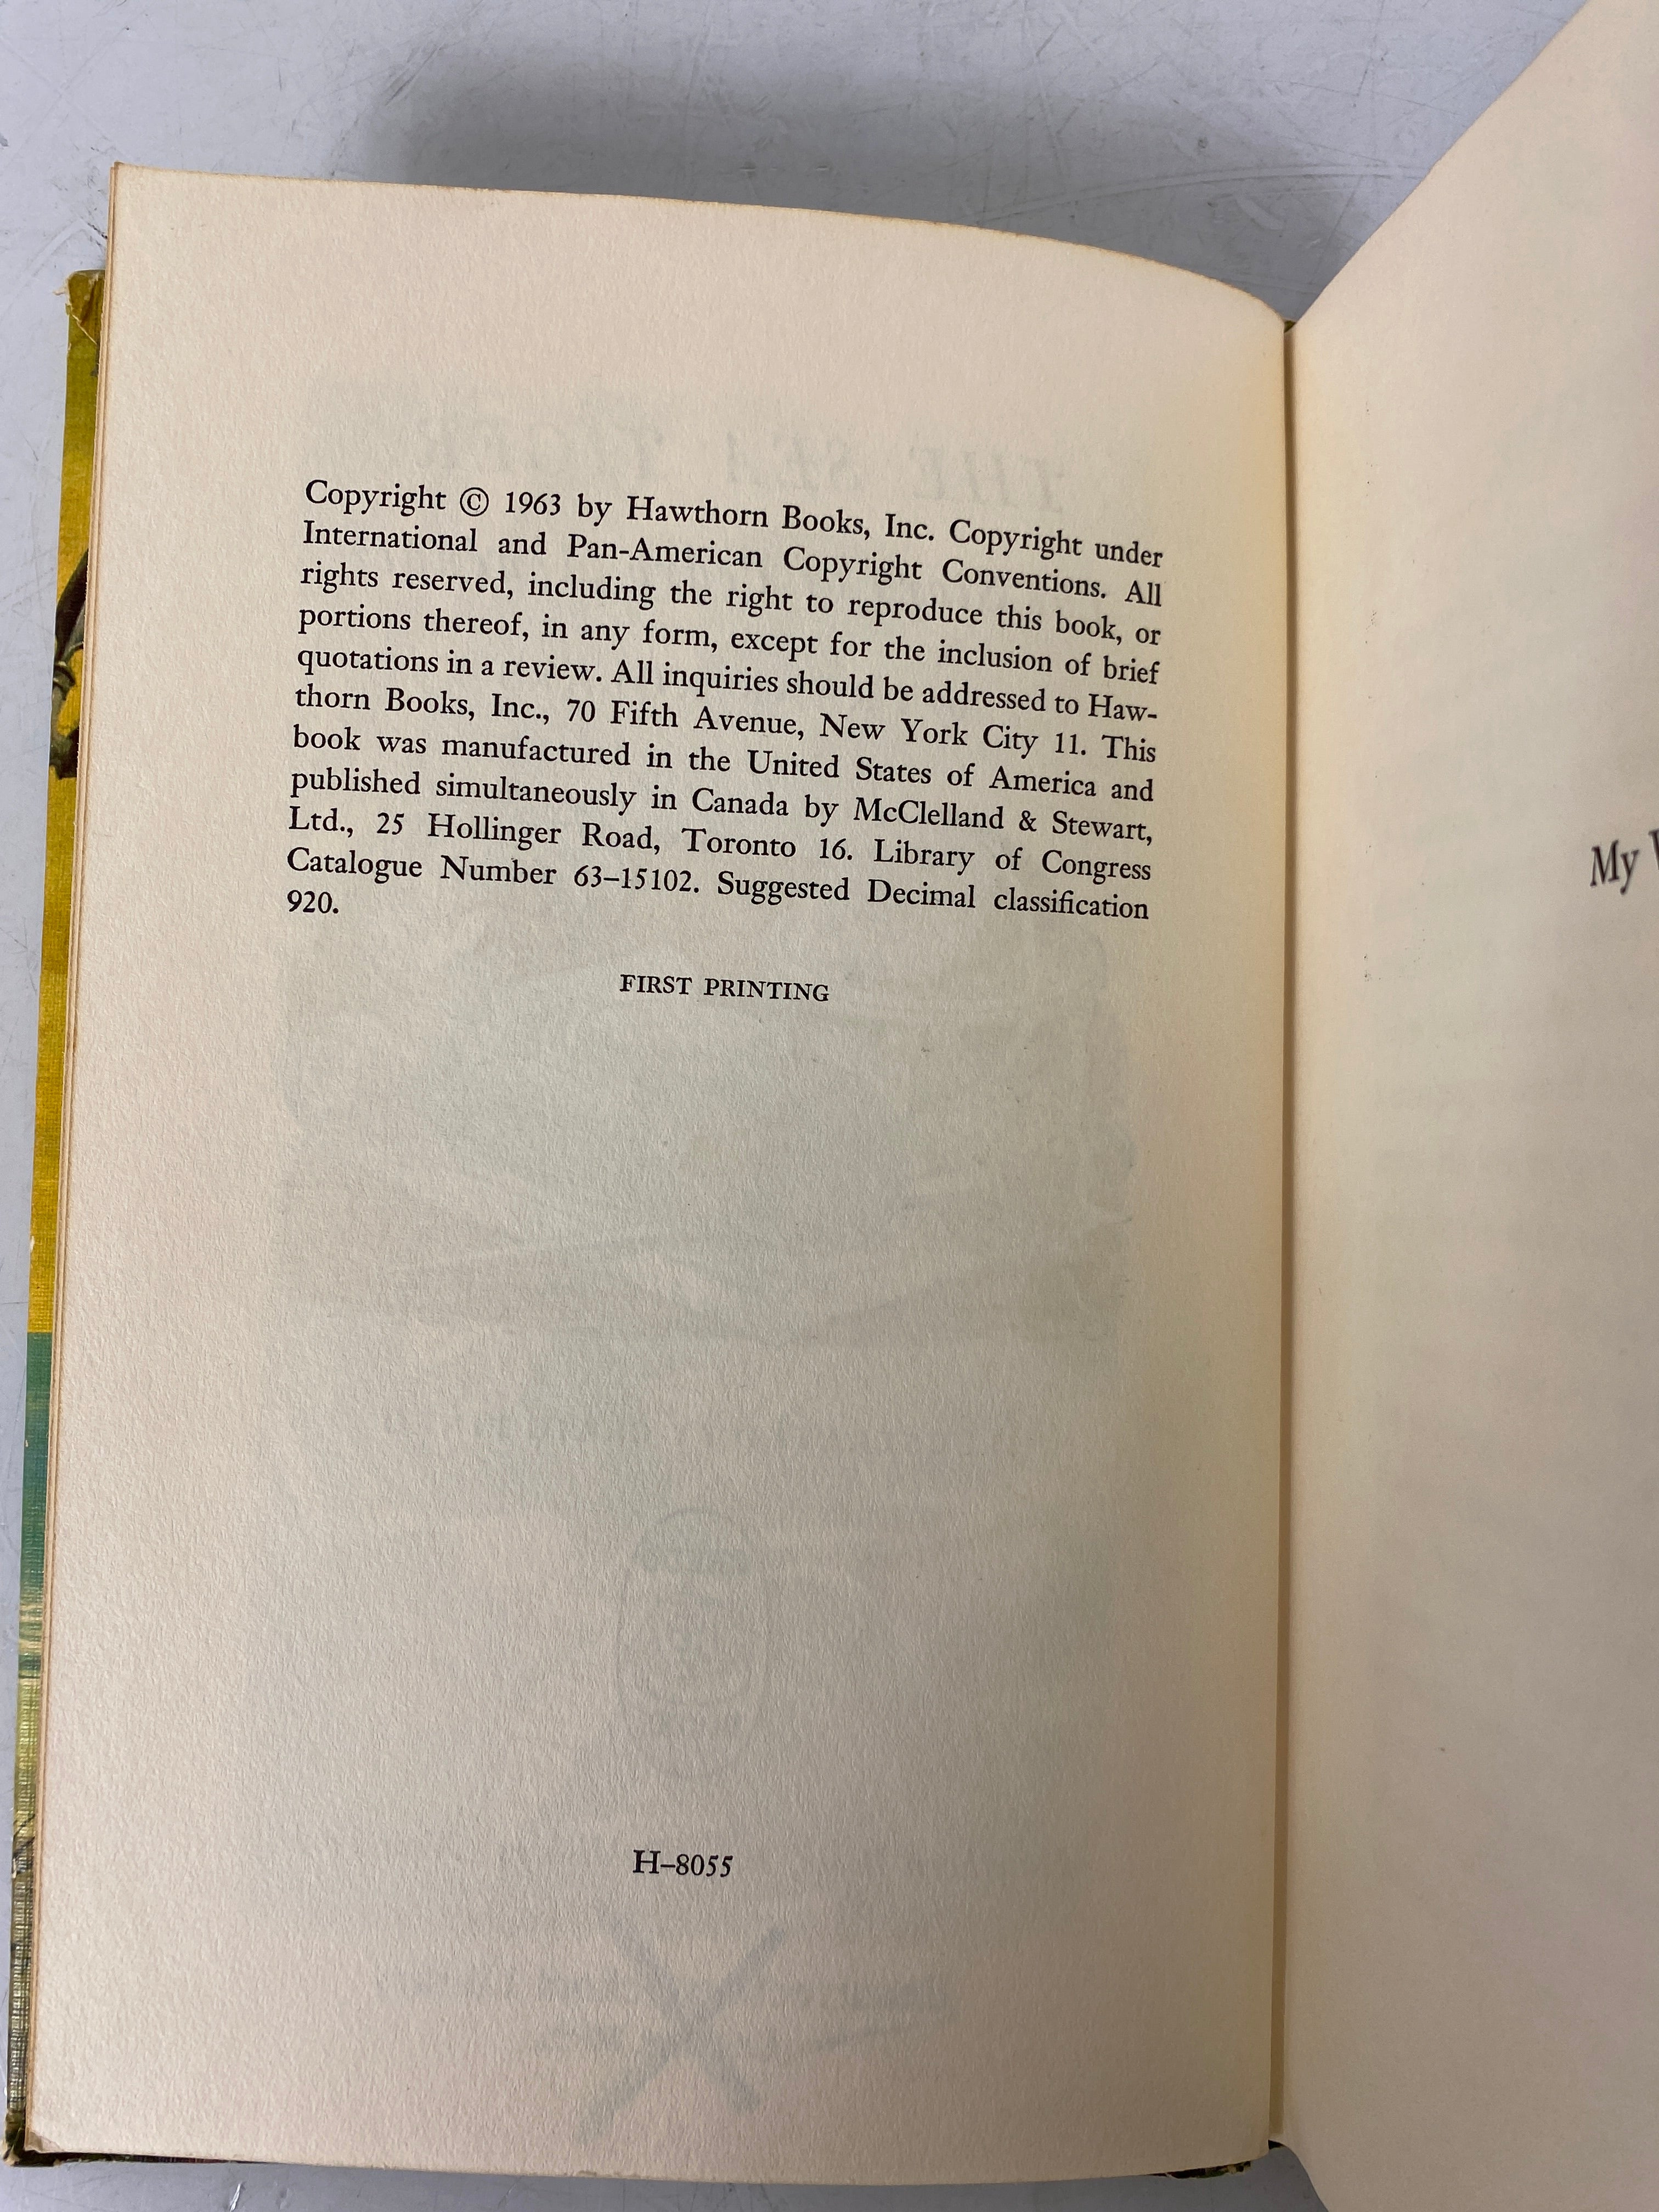 Copyright © 1963 by Hawthorn Books, Inc. Copyright under
International and Pan-American Copyright Conventions. All
rights reserved, including the right to reproduce this book, or
portions thereof, in any form, except for the inclusion of brief
quotations in a review. All inquiries should be addressed to Haw-
thorn Books, Inc., 70 Fifth Avenue, New York City 11. This
book was manufactured in the United States of America and
published simultaneously in Canada by McClelland & Stewart,
Ltd., 25 Hollinger Road, Toronto 16. Library of Congress
Catalogue Number 63–15102. Suggested Decimal classification
920.
FIRST PRINTING
H–8055
My